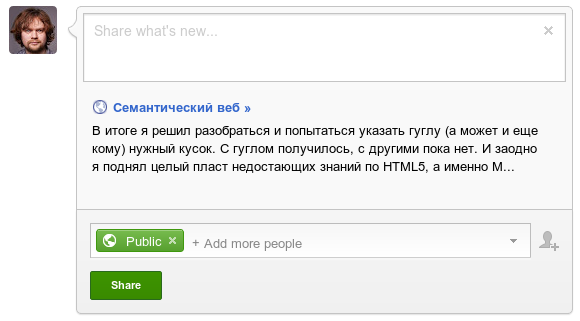 Share what's new...
Семантический веб »
В итоге я решил разобраться и попытаться указать гуглу (а может и еще
кому) нужный кусок. С гуглом получилось, с другими пока нет. И заодно
я поднял целый пласт недостающих знаний по HTML5, а именно М...
Public
+ Add more people
Share